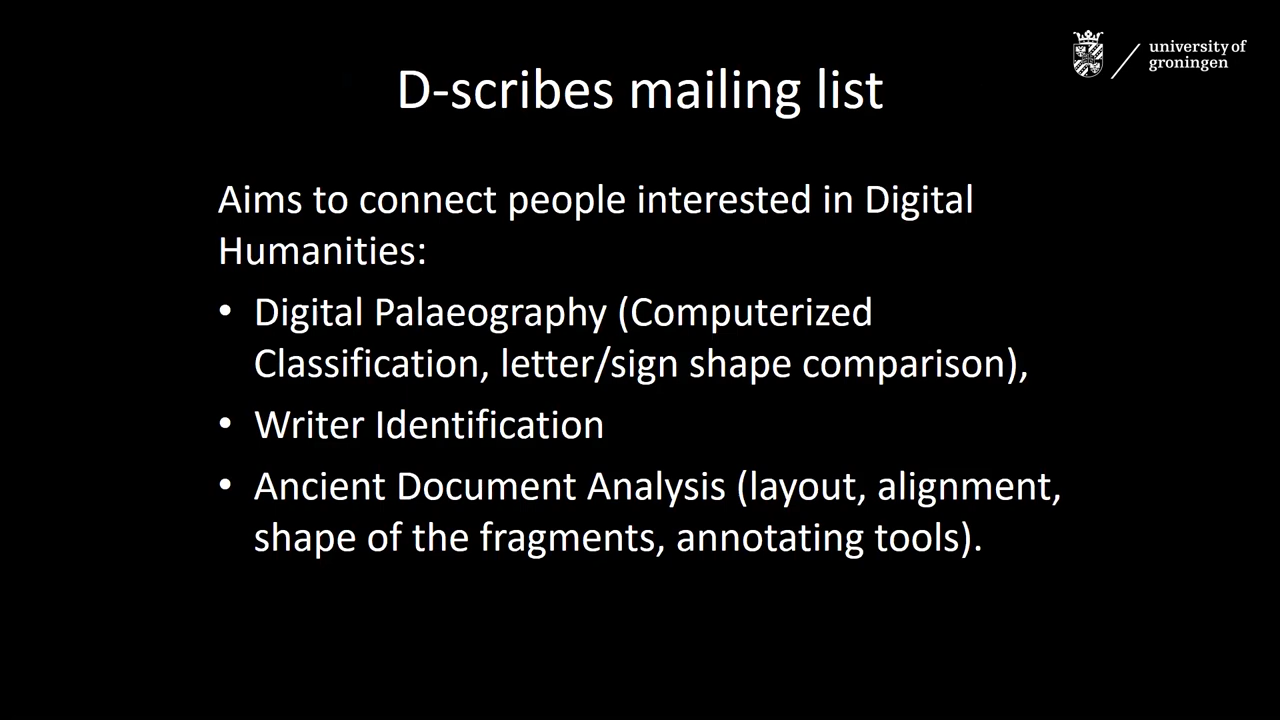 university of
groningen
D-scribes mailing list
Aims to connect people interested in Digital
Humanities:
• Digital Palaeography (Computerized
Classification, letter/sign shape comparison),
• Writer Identification
• Ancient Document Analysis (layout, alignment,
shape of the fragments, annotating tools).